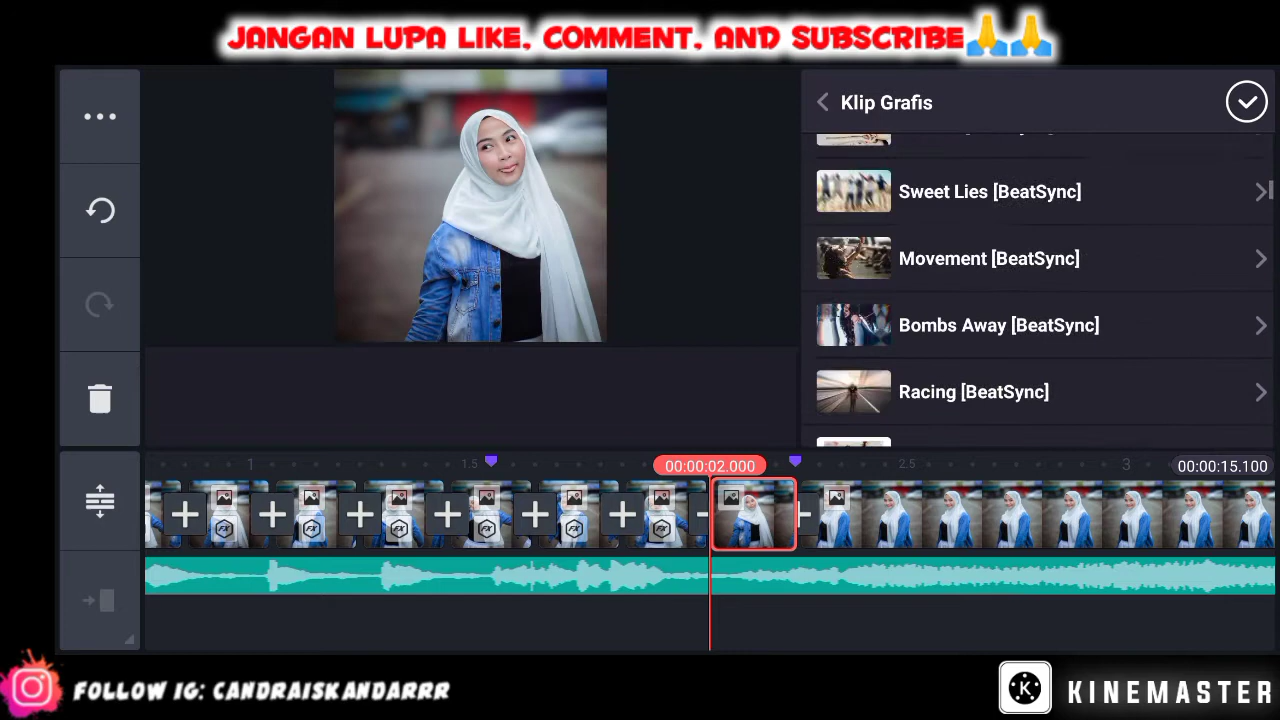 JANGAN LUPA LIKE, COMMENT, AND SUBSCRIBE🙏🙏
Klip Grafis
Sweet Lies [BeatSync]
Movement [BeatSync]
Bombs Away [BeatSync]
Racing [BeatSync]
1 1.5 00:00:02.000 2.5 3 00:00:15.100
FOLLOW IG: CANDRAISKANDARRR
K KINEMASTER